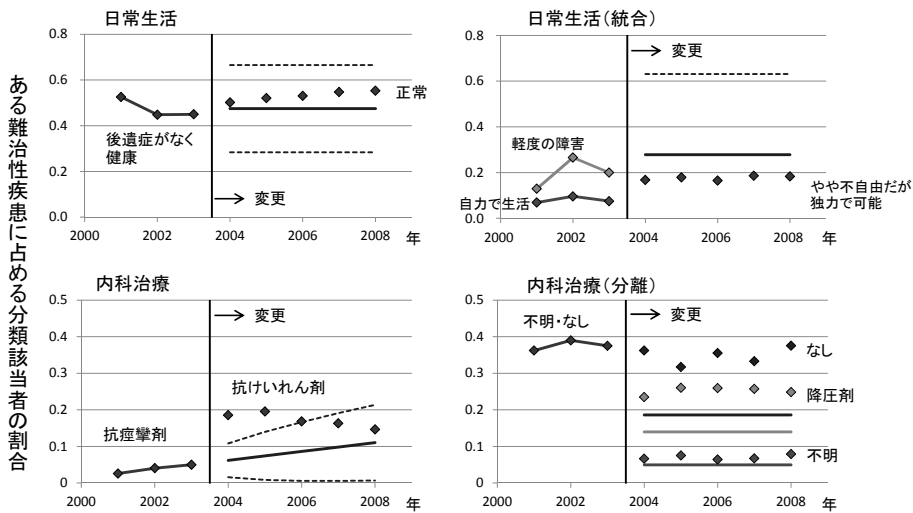 ある難治性疾患に占める分類該当者の割合
日常生活
0.8
0.6
0.4
0.2
0.0
2000
2002
2004
2006
2008
年
後遺症がなく
健康
変更
正常
日常生活(統合)
0.8
0.6
0.4
0.2
0.0
2000
2002
2004
2006
2008
年
変更
軽度の障害
自力で生活
やや不自由だが
独力で可能
内科治療
0.5
0.4
0.3
0.2
0.1
0
2000
2002
2004
2006
2008
年
変更
抗けいれん剤
抗痙攣剤
内科治療(分離)
0.5
0.4
0.3
0.2
0.1
0
2000
2002
2004
2006
2008
年
変更
不明・なし
なし
降圧剤
不明